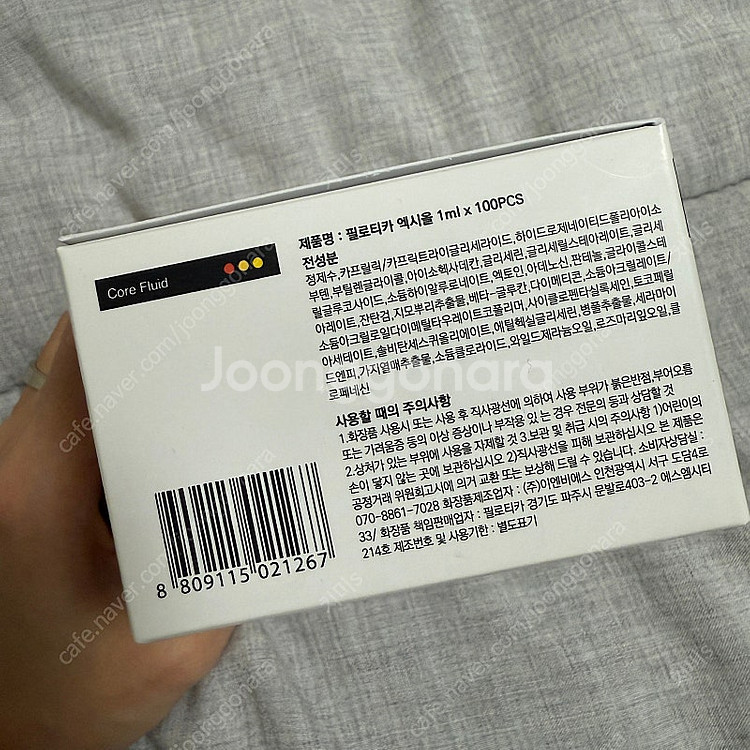 Core Fluid
제품명 : 필로티카 엑시올 1ml x 100PCS
전성분
정제수, 카프릴릭/카프릭트라이글리세라이드, 하이드로제네이티드폴리아이소
부텐, 부틸렌글라이콜, 아이소헥사데칸, 글리세린, 글리세릴스테아레이트, 글리세
릴글루코사이드, 소듐하이알루로네이트, 엑토인, 아데노신, 판테놀, 글라이콜스테
아레이트, 잔탄검, 지모뿌리추출물, 베타-글루칸, 다이메티콘, 소듐아크릴레이트/
소듐아크릴로일다이메틸타우레이트코폴리머, 사이클로펜타실록세인, 토코페릴
아세테이트, 솔비탄세스퀴올리에이트, 에틸헥실글리세린, 병풀추출물, 세라마이
드엔피, 가지열매추출물, 소듐클로라이드, 와일드제라늄오일, 로즈마리잎오일, 클
로페네신
사용할 때의 주의사항
1.화장품 사용시 또는 사용 후 직사광선에 의하여 사용 부위가 붉은반점, 부어오름
또는 가려움증 등의 이상 증상이나 부작용 있 는 경우 전문의 등과 상담할 것
2.상처가 있는 부위에 사용을 자제할 것 3.보관 및 취급 시의 주의사항 1)어린이의
손이 닿지 않는 곳에 보관하십시오 2)직사광선을 피해 보관하십시오 본 제품은
공정거래 위원회고시에 의거 교환 또는 보상해 드릴 수 있습니다. 소비자상담실 :
070-8861-7028 화장품제조업자 : (주)이엔비에스 인천광역시 서구 도담4로
33/ 화장품 책임판매업자 : 필로티카 경기도 파주시 문발로403-2 에스엠시티
214호 제조번호 및 사용기한 : 별도표기
8 809115 021267
Joonggonara
cafe.naver.com/joonggonara